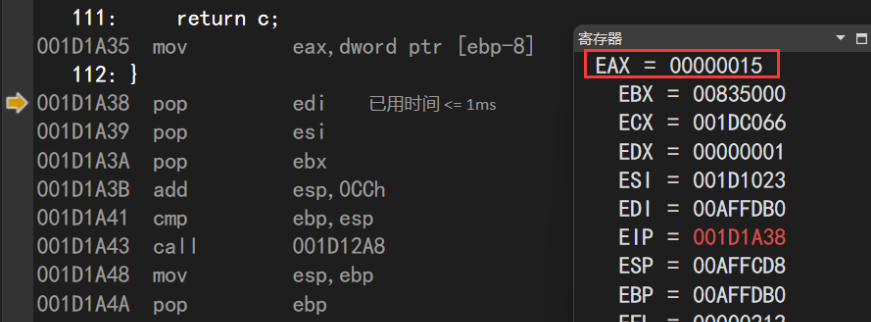 111:     return c;
001D1A35  mov         eax,dword ptr [ebp-8]
112: }
001D1A38  pop         edi  已用时间 <= 1ms
001D1A39  pop         esi
001D1A3A  pop         ebx
001D1A3B  add         esp,0CCh
001D1A41  cmp         ebp,esp
001D1A43  call        001D12A8
001D1A48  mov         esp,ebp
001D1A4A  pop         ebp
寄存器
EAX = 00000015
EBX = 00835000
ECX = 001DC066
EDX = 00000001
ESI = 001D1023
EDI = 00AFFDB0
EIP = 001D1A38
ESP = 00AFFCD8
EBP = 00AFFDB0